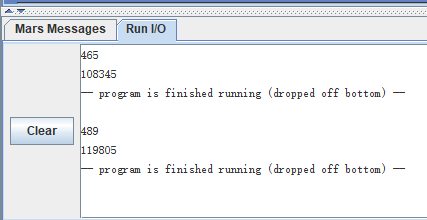 Mars Messages Run I/O
465
108345
-- program is finished running (dropped off bottom) --
Clear
489
119805
-- program is finished running (dropped off bottom) --